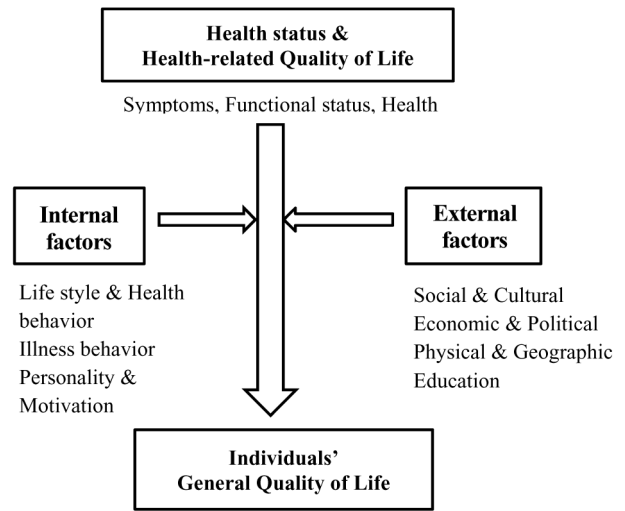 Health status &
Health-related Quality of Life
Symptoms, Functional status, Health
Internal
factors
External
factors
Life style & Health
behavior
Illness behavior
Personality &
Motivation
Social & Cultural
Economic & Political
Physical & Geographic
Education
Individuals’
General Quality of Life